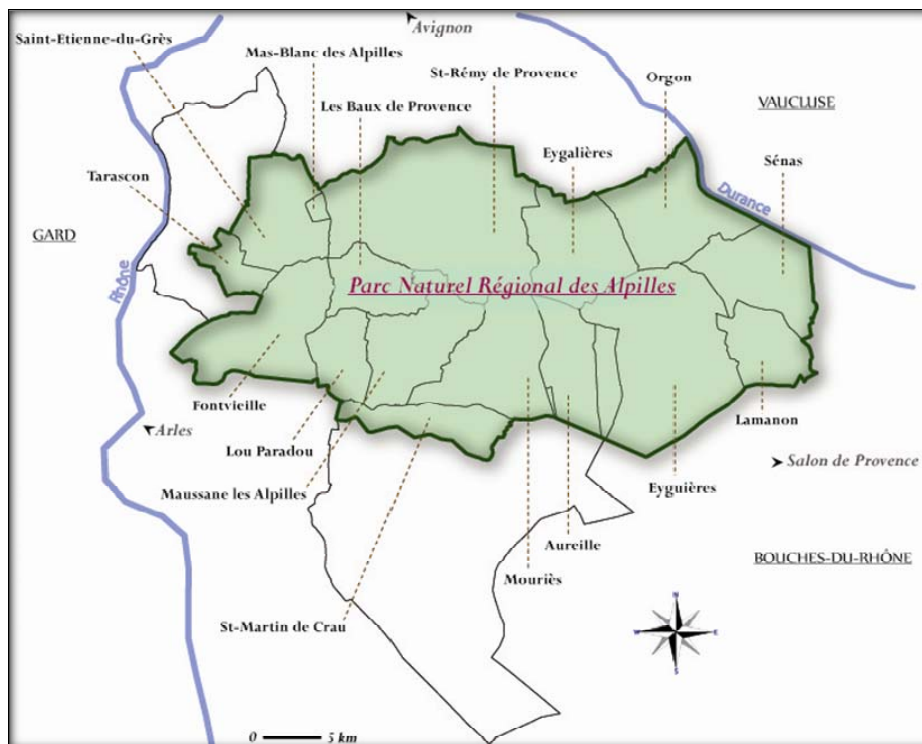 Avignon
Saint-Etienne-du-Grès
Mas-Blanc des Alpilles
St-Rémy de Provence
Orgon
Les Baux de Provence
VAUCLUSE
Eygalières
Sénas
Tarascon
Durance
GARD
Rhône
Parc Naturel Régional des Alpilles
Fontvieille
Lamanon
Arles
Lou Paradou
Salon de Provence
Maussane les Alpilles
Eyguières
Aureille
BOUCHES-DU-RHÔNE
Mouriès
N
St-Martin de Crau
W E
S
0 5 km